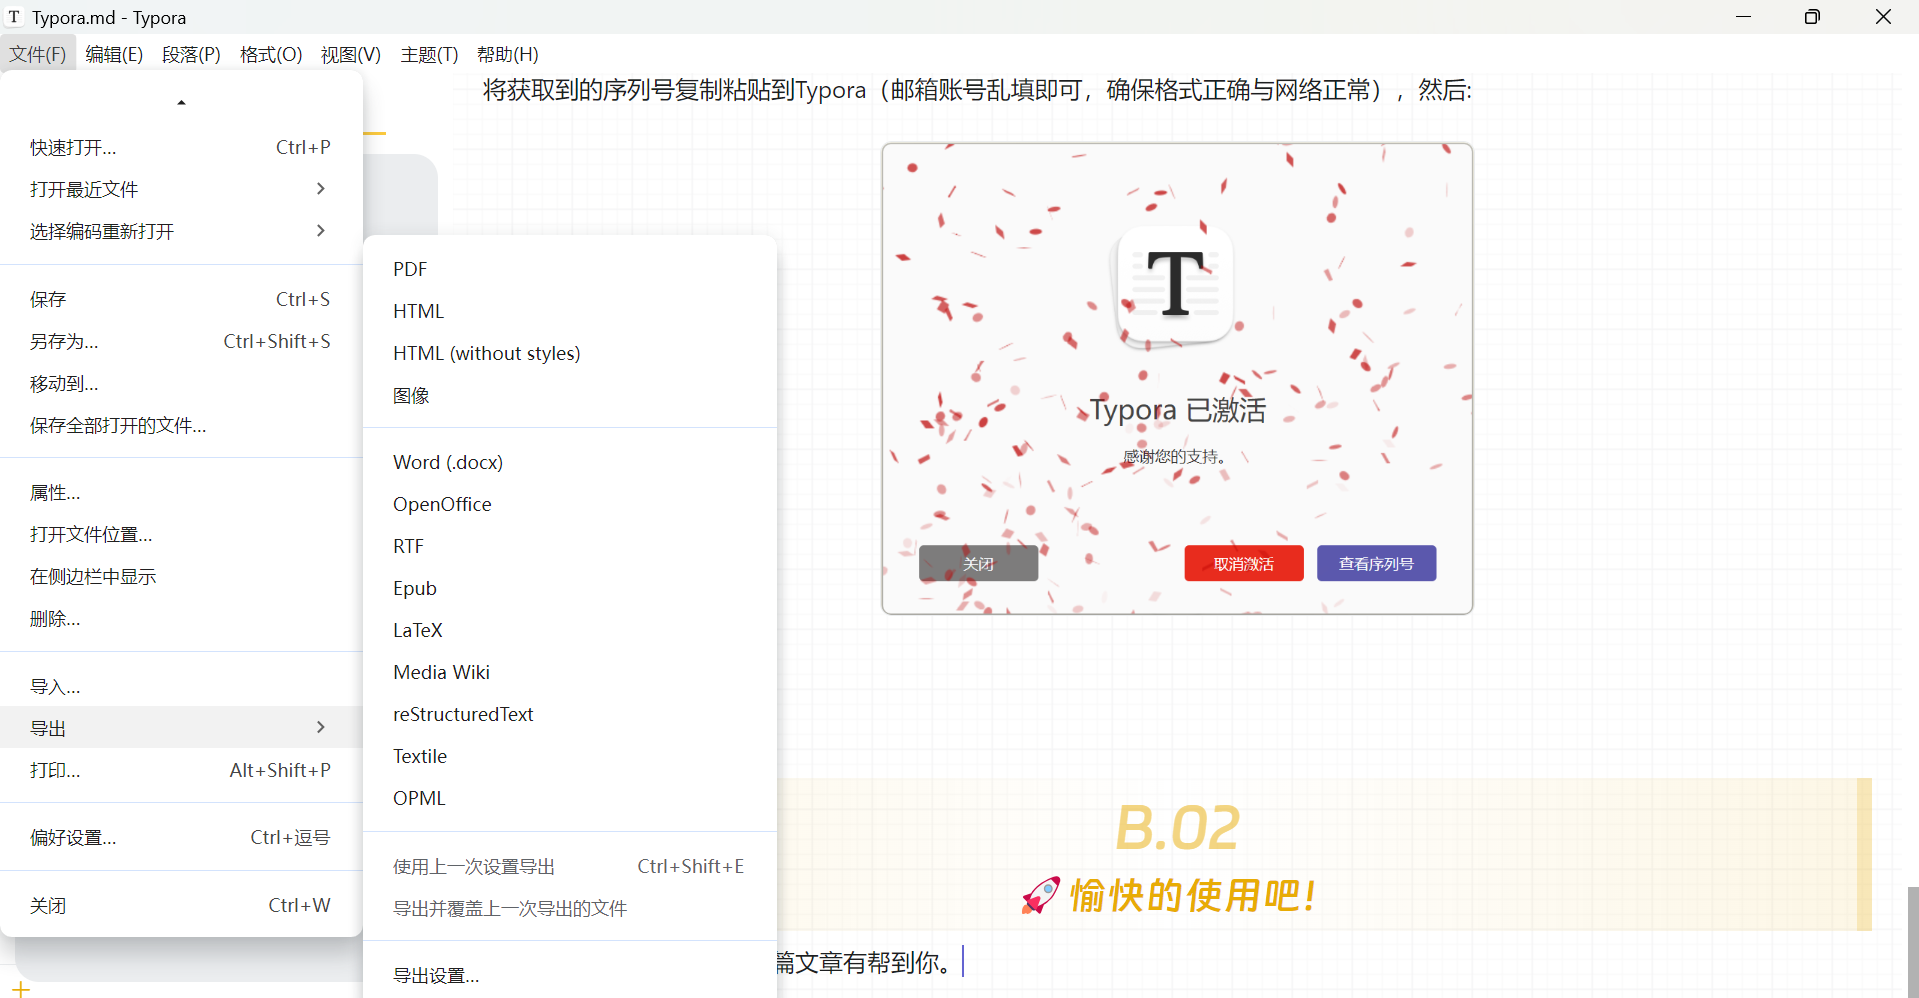 Typora.md - Typora
文件(F) 编辑(E) 段落(P) 格式(O) 视图(V) 主题(T) 帮助(H)
快速打开... Ctrl+P
打开最近文件
选择编码重新打开
保存 Ctrl+S
另存为... Ctrl+Shift+S
移动到...
保存全部打开的文件...
属性...
打开文件位置...
在侧边栏中显示
删除...
导入...
导出
打印... Alt+Shift+P
偏好设置... Ctrl+逗号
关闭 Ctrl+W
PDF
HTML
HTML (without styles)
图像
Word (.docx)
OpenOffice
RTF
Epub
LaTeX
Media Wiki
reStructuredText
Textile
OPML
使用上一次设置导出 Ctrl+Shift+E
导出并覆盖上一次导出的文件
导出设置...
将获取到的序列号复制粘贴到Typora（邮箱账号乱填即可，确保格式正确与网络正常），然后:
T
Typora 已激活
感谢您的支持。
关闭 取消激活 查看序列号
B.02
🚀愉快的使用吧!
篇文章有帮到你。